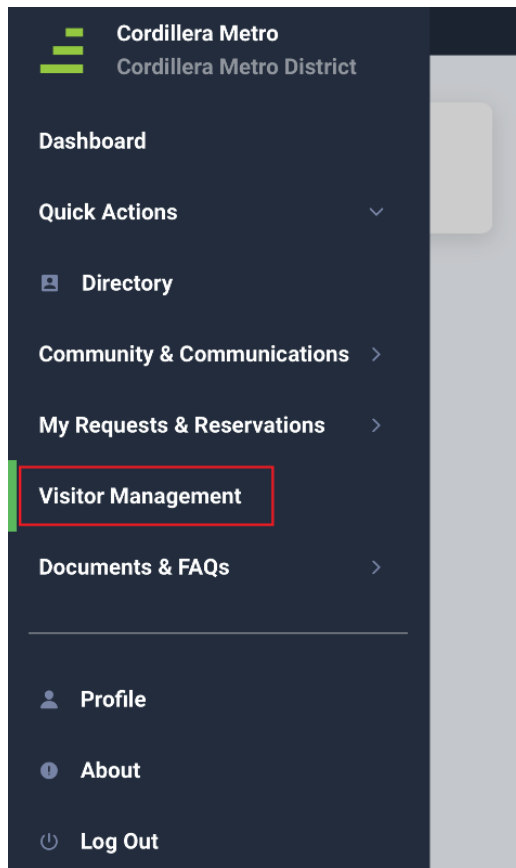 Cordillera Metro
Cordillera Metro District
Dashboard
Quick Actions
Directory
Community & Communications
My Requests & Reservations
Visitor Management
Documents & FAQs
Profile
About
Log Out